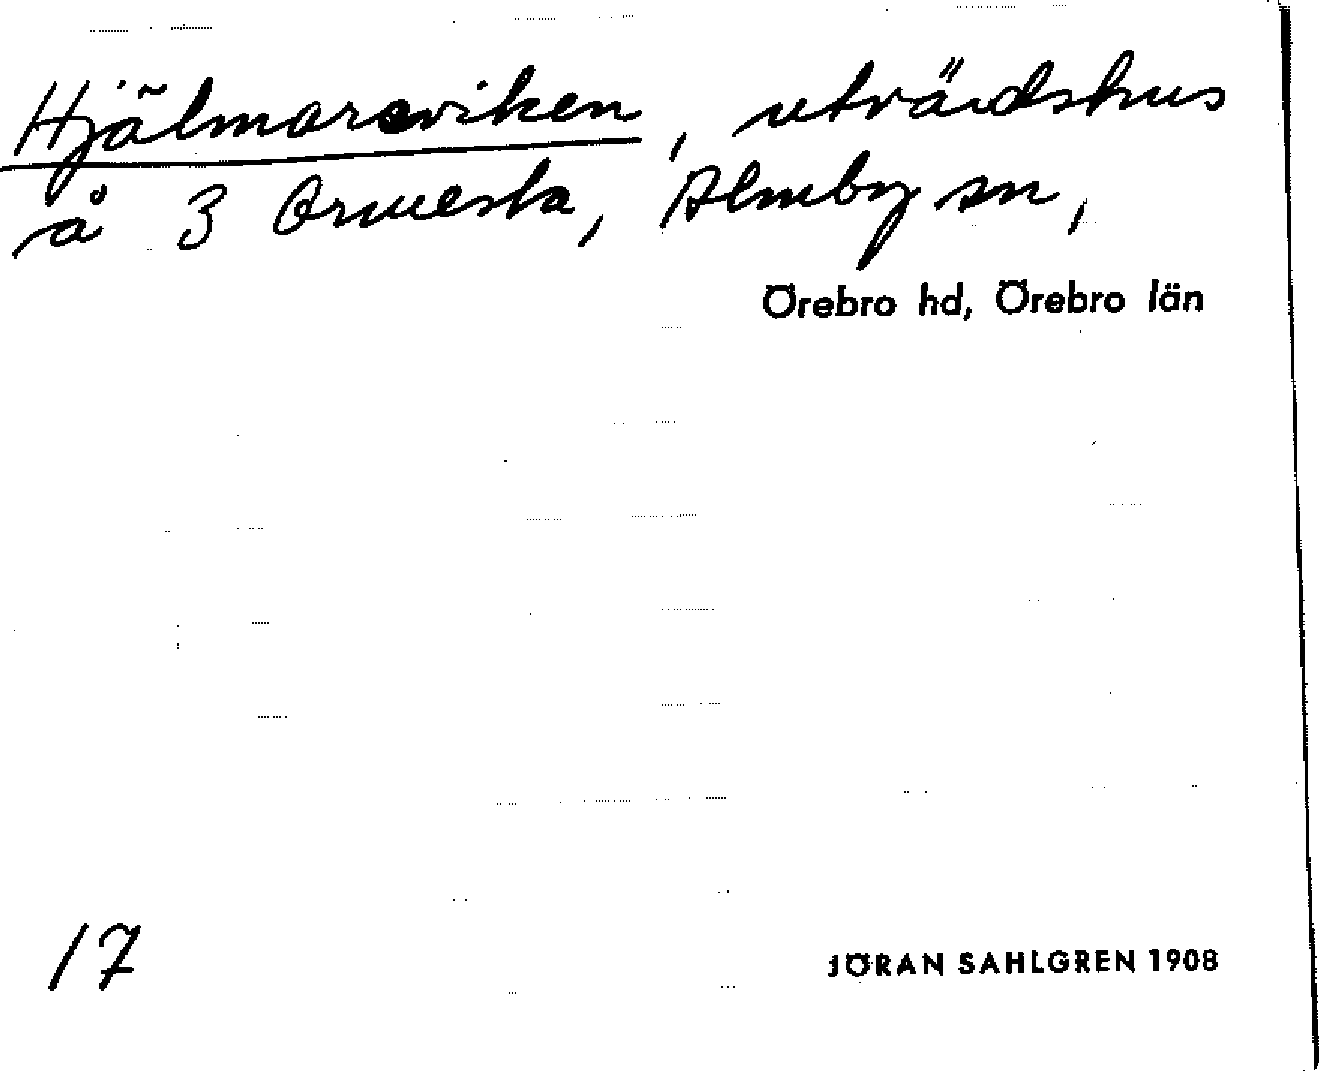 Hjälmarsviken, utvärdshus
å 3 Ormesta, Almby sn,
Örebro hd, Örebro län
17
JÖRAN SAHLGREN 1908